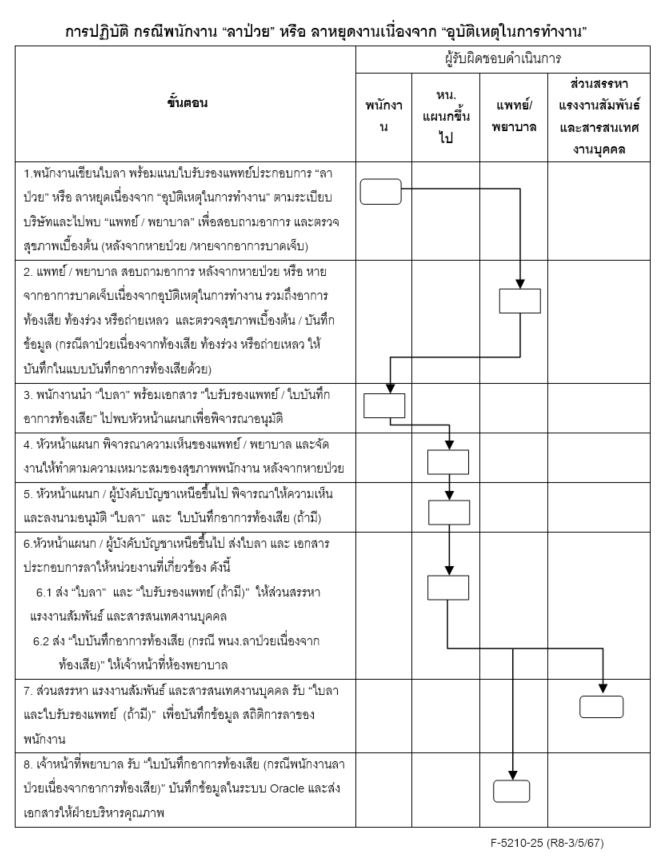 การปฏิบัติ กรณีพนักงาน “ลาป่วย” หรือ ลาหยุดงานเนื่องจาก “อุบัติเหตุในการทำงาน”
ขั้นตอน
ผู้รับผิดชอบดำเนินการ
พนักงา
น
หน.
แผนกขึ้น
ไป
แพทย์/
พยาบาล
ส่วนสรรหา
แรงงานสัมพันธ์
และสารสนเทศ
งานบุคคล
1.พนักงานเขียนใบลา พร้อมแนบใบรับรองแพทย์ประกอบการ “ลา
ป่วย” หรือ ลาหยุดเนื่องจาก “อุบัติเหตุในการทำงาน” ตามระเบียบ
บริษัทและไปพบ “แพทย์ / พยาบาล” เพื่อสอบถามอาการ และตรวจ
สุขภาพเบื้องต้น (หลังจากหายป่วย /หายจากอาการบาดเจ็บ)
2. แพทย์ / พยาบาล สอบถามอาการ หลังจากหายป่วย หรือ หาย
จากอาการบาดเจ็บเนื่องจากอุบัติเหตุในการทำงาน รวมถึงอาการ
ท้องเสีย ท้องร่วง หรือถ่ายเหลว และตรวจสุขภาพเบื้องต้น / บันทึก
ข้อมูล (กรณีลาป่วยเนื่องจากท้องเสีย ท้องร่วง หรือถ่ายเหลว ให้
บันทึกในแบบบันทึกอาการท้องเสียด้วย)
3. พนักงานนำ “ใบลา” พร้อมเอกสาร “ใบรับรองแพทย์ / ใบบันทึก
อาการท้องเสีย” ไปพบหัวหน้าแผนกเพื่อพิจารณาอนุมัติ
4. หัวหน้าแผนก พิจารณาความเห็นของแพทย์ / พยาบาล และจัด
งานให้ทำตามความเหมาะสมของสุขภาพพนักงาน หลังจากหายป่วย
5. หัวหน้าแผนก / ผู้บังคับบัญชาเหนือขึ้นไป พิจารณาให้ความเห็น
และลงนามอนุมัติ “ใบลา” และ ใบบันทึกอาการท้องเสีย (ถ้ามี)
6.หัวหน้าแผนก / ผู้บังคับบัญชาเหนือขึ้นไป ส่งใบลา และ เอกสาร
ประกอบการลาให้หน่วยงานที่เกี่ยวข้อง ดังนี้
6.1 ส่ง “ใบลา” และ “ใบรับรองแพทย์ (ถ้ามี)” ให้ส่วนสรรหา
แรงงานสัมพันธ์ และสารสนเทศงานบุคคล
6.2 ส่ง “ใบบันทึกอาการท้องเสีย (กรณี พนง.ลาป่วยเนื่องจาก
ท้องเสีย)” ให้เจ้าหน้าที่ห้องพยาบาล
7. ส่วนสรรหา แรงงานสัมพันธ์ และสารสนเทศงานบุคคล รับ “ใบลา
และใบรับรองแพทย์ (ถ้ามี)” เพื่อบันทึกข้อมูล สถิติการลาของ
พนักงาน
8. เจ้าหน้าที่พยาบาล รับ “ใบบันทึกอาการท้องเสีย (กรณีพนักงานลา
ป่วยเนื่องจากอาการท้องเสีย)” บันทึกข้อมูลในระบบ Oracle และส่ง
เอกสารให้ฝ่ายบริหารคุณภาพ
F-5210-25 (R8-3/5/67)